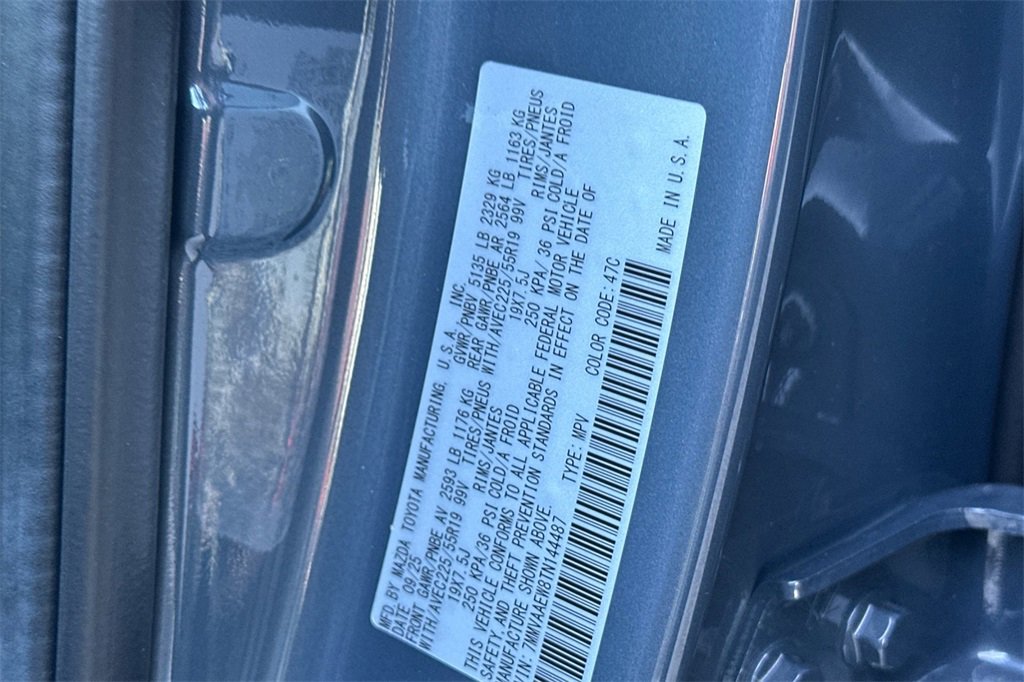 MFD.BY MAZDA TOYOTA MANUFACTURING, U.S.A., INC.
DATE 09/25 GVWR/PNBV 5135 LB 2329 KG
FRONT GAWR/PNBE AV 2593 LB 1176 KG REAR GAWR/PNBE AR 2564 LB 1163 KG
WITH/AVEC225/55R19 99V TIRES/PNEUS WITH/AVEC225/55R19 99V TIRES/PNEUS
19X7.5J RIMS/JANTES 19X7.5J RIMS/JANTES
250 KPA/36 PSI COLD/A FROID 250 KPA/36 PSI COLD/A FROID
THIS VEHICLE CONFORMS TO ALL APPLICABLE FEDERAL MOTOR VEHICLE
SAFETY, AND THEFT PREVENTION STANDARDS IN EFFECT ON THE DATE OF
ANUFACTURE SHOWN ABOVE.
IN: 7MMVAAEW8TN144487 TYPE: MPV COLOR CODE: 47C
MADE IN U.S.A.